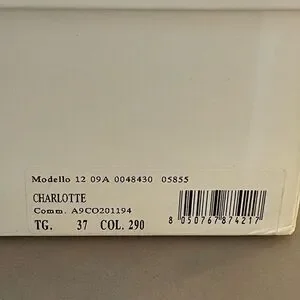 Modello 12 09A 0048430 05855
CHARLOTTE
Comm. A9CO201194
TG. 37 COL. 290
8 050767 874217